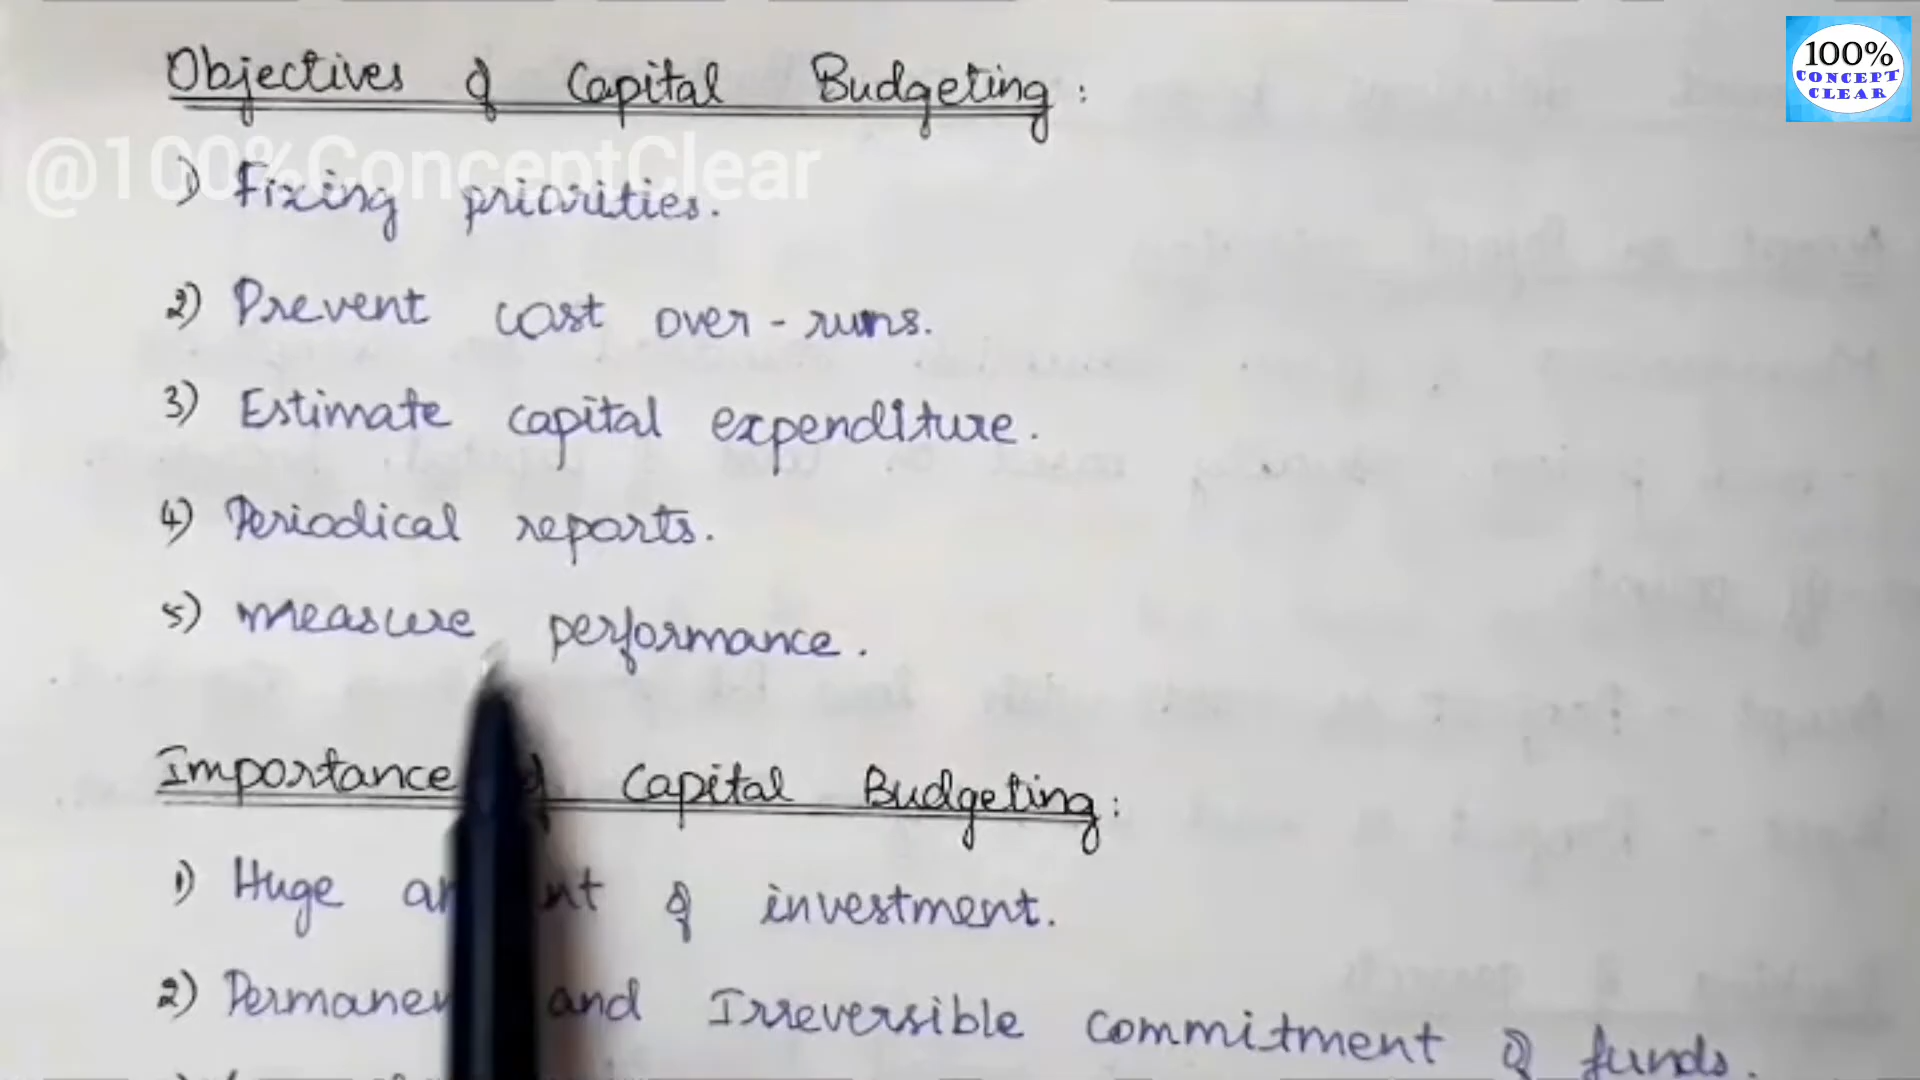 Objectives of Capital Budgeting:
@100%ConceptClear
1) Fixing priorities.
2) Prevent cost over-runs.
3) Estimate capital expenditure.
4) Periodical reports.
5) Measure performance.
Importance of Capital Budgeting:
1) Huge of investment.
2) and Irreversible commitment of funds.
100%
CONCEPT
CLEAR